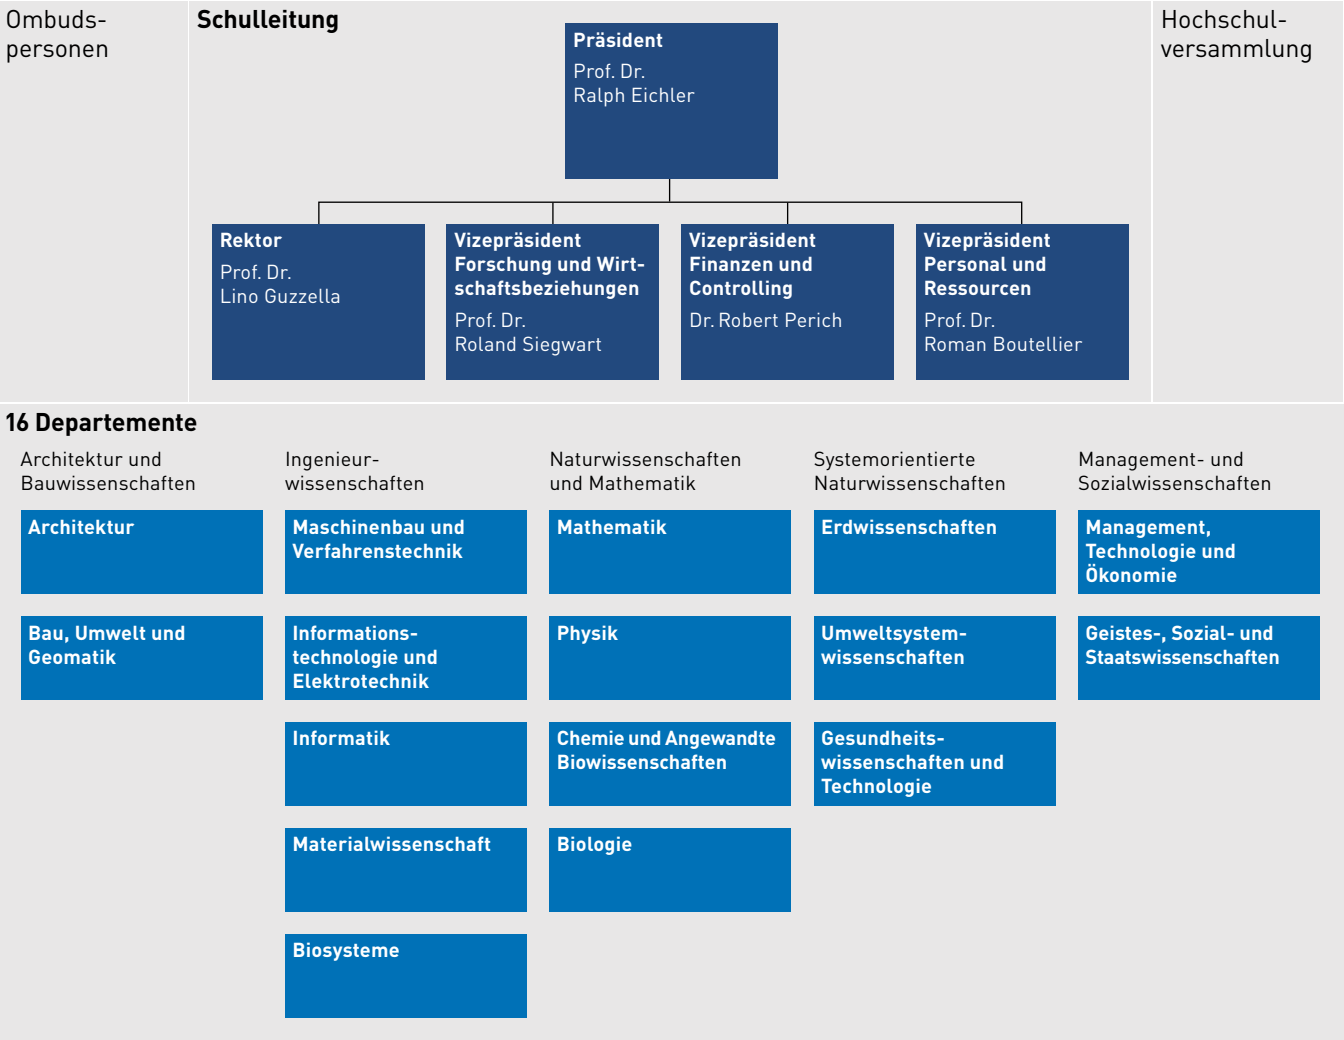 Ombuds-
personen
Schulleitung
Hochschul-
versammlung
Präsident
Prof. Dr.
Ralph Eichler
Rektor
Prof. Dr.
Lino Guzzella
Vizepräsident
Forschung und Wirt-
schaftsbeziehungen
Prof. Dr.
Roland Siegwart
Vizepräsident
Finanzen und
Controlling
Dr. Robert Perich
Vizepräsident
Personal und
Ressourcen
Prof. Dr.
Roman Boutellier
16 Departemente
Architektur und
Bauwissenschaften
Architektur
Bau, Umwelt und
Geomatik
Ingenieur-
wissenschaften
Maschinenbau und
Verfahrenstechnik
Informations-
technologie und
Elektrotechnik
Informatik
Materialwissenschaft
Biosysteme
Naturwissenschaften
und Mathematik
Mathematik
Physik
Chemie und Angewandte
Biowissenschaften
Biologie
Systemorientierte
Naturwissenschaften
Erdwissenschaften
Umweltsystem-
wissenschaften
Gesundheits-
wissenschaften und
Technologie
Management- und
Sozialwissenschaften
Management,
Technologie und
Ökonomie
Geistes-, Sozial- und
Staatswissenschaften